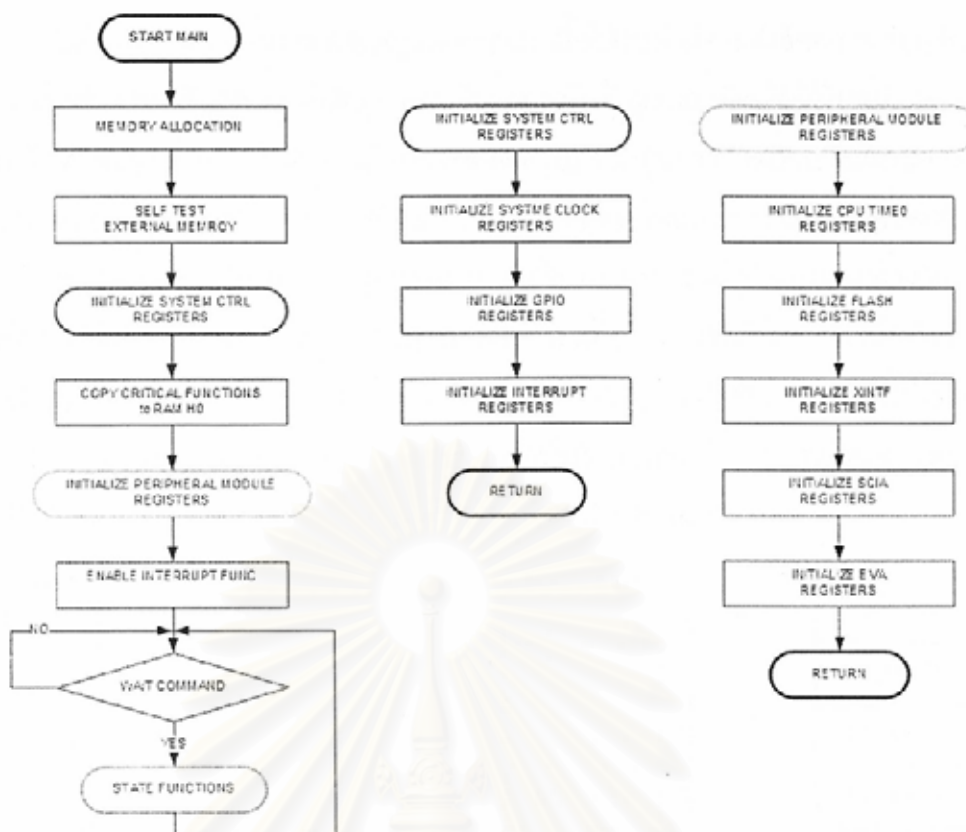 START MAIN
MEMORY ALLOCATION
SELF TEST
EXTERNAL MEMROY
INITIALIZE SYSTEM CTRL
REGISTERS
COPY CRITICAL FUNCTIONS
to RAM H0
INITIALIZE PERIPHERAL MODULE
REGISTERS
ENABLE INTERRUPT FUNC
NO
WAIT COMMAND
YES
STATE FUNCTIONS
INITIALIZE SYSTEM CTRL
REGISTERS
INITIALIZE SYSTME CLOCK
REGISTERS
INITIALIZE GPIO
REGISTERS
INITIALIZE INTERRUPT
REGISTERS
RETURN
INITIALIZE PERIPHERAL MODULE
REGISTERS
INITIALIZE CPU TIME0
REGISTERS
INITIALIZE FLASH
REGISTERS
INITIALIZE XINTF
REGISTERS
INITIALIZE SCIA
REGISTERS
INITIALIZE EVA
REGISTERS
RETURN